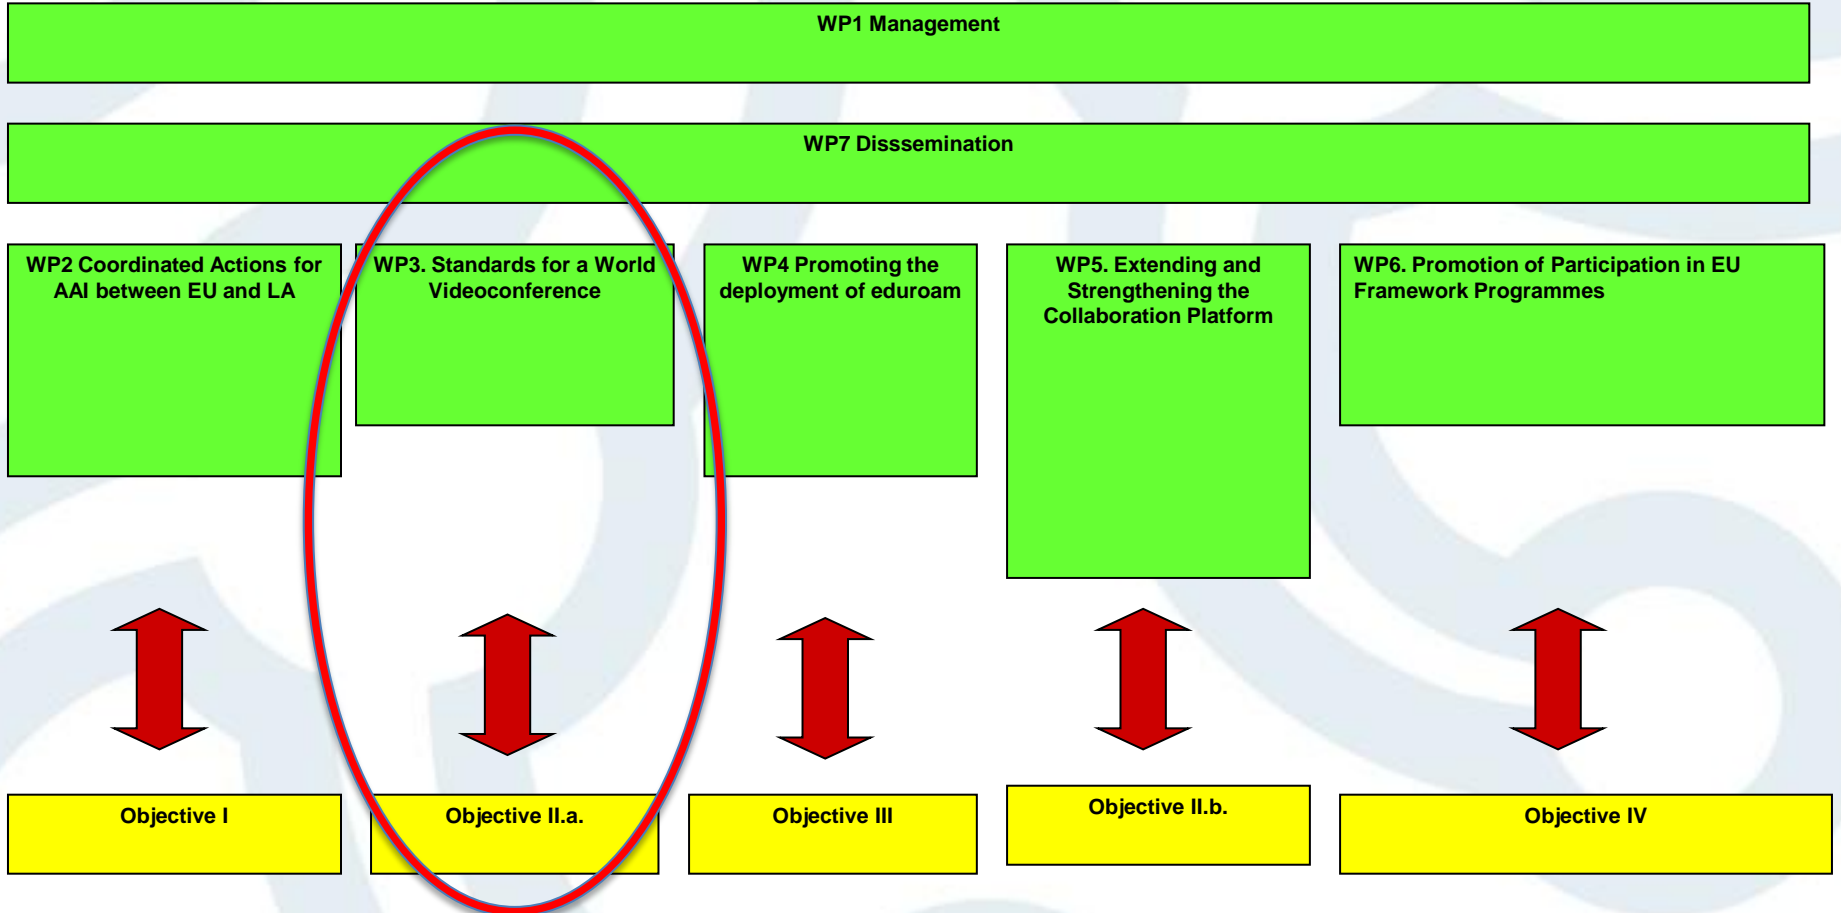 WP1 Management
WP7 Disssemination
WP2 Coordinated Actions for
AAI between EU and LA
WP3. Standards for a World
Videoconference
WP4 Promoting the
deployment of eduroam
WP5. Extending and
Strengthening the
Collaboration Platform
WP6. Promotion of Participation in EU
Framework Programmes
Objective I
Objective II.a.
Objective III
Objective II.b.
Objective IV